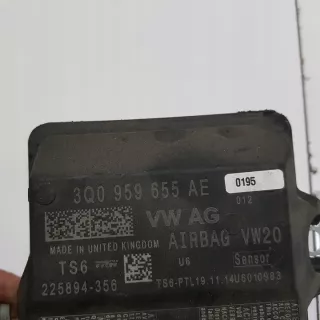 3Q0 959 655 AE
0195
012
VW AG
MADE IN UNITED KINGDOM
AIRBAG VW20
TS6
U6
Sensor
225894-356
TS6-PTL19.11.14U5010983